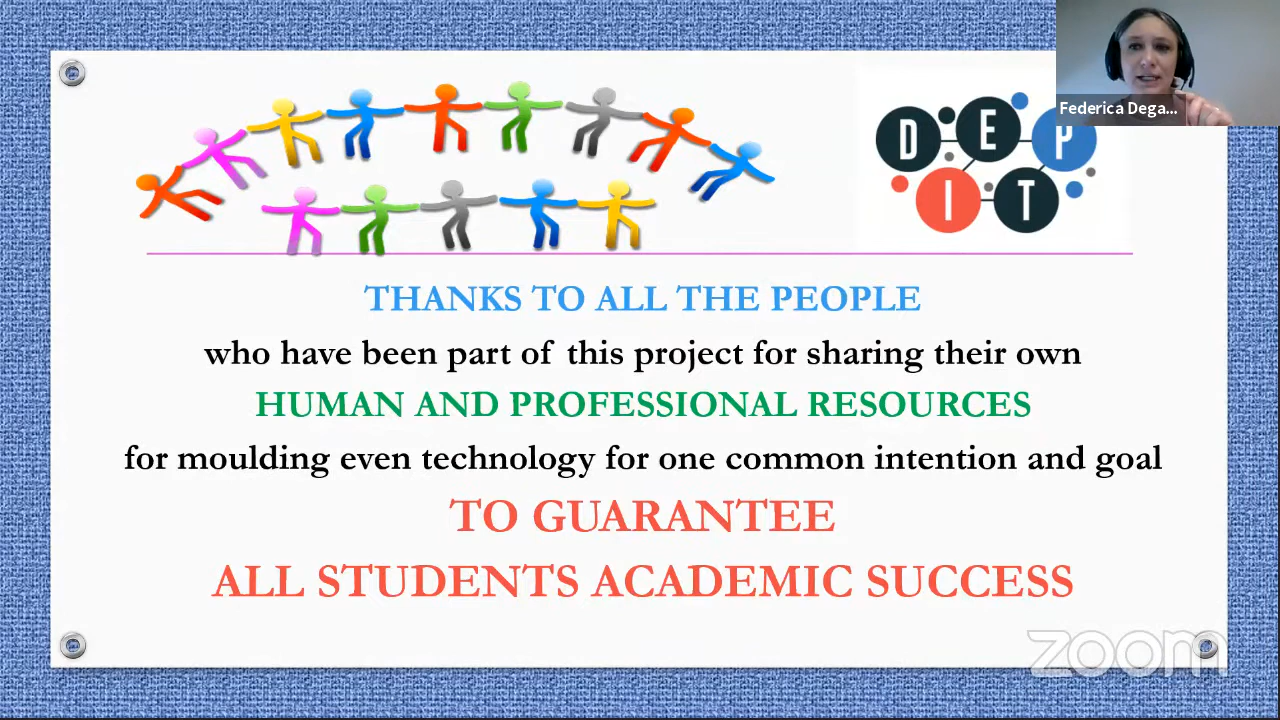 Federica Dega...
DEP
IT
THANKS TO ALL THE PEOPLE
who have been part of this project for sharing their own
HUMAN AND PROFESSIONAL RESOURCES
for moulding even technology for one common intention and goal
TO GUARANTEE
ALL STUDENTS ACADEMIC SUCCESS
zoom